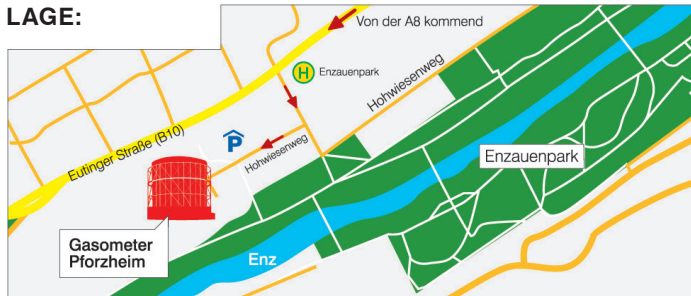 LAGE:
Von der A8 kommend
H
Enzauenpark
Hohwiesenweg
Eutinger Straße (B10)
P
Hohwiesenweg
Enzauenpark
Gasometer
Pforzheim
Enz